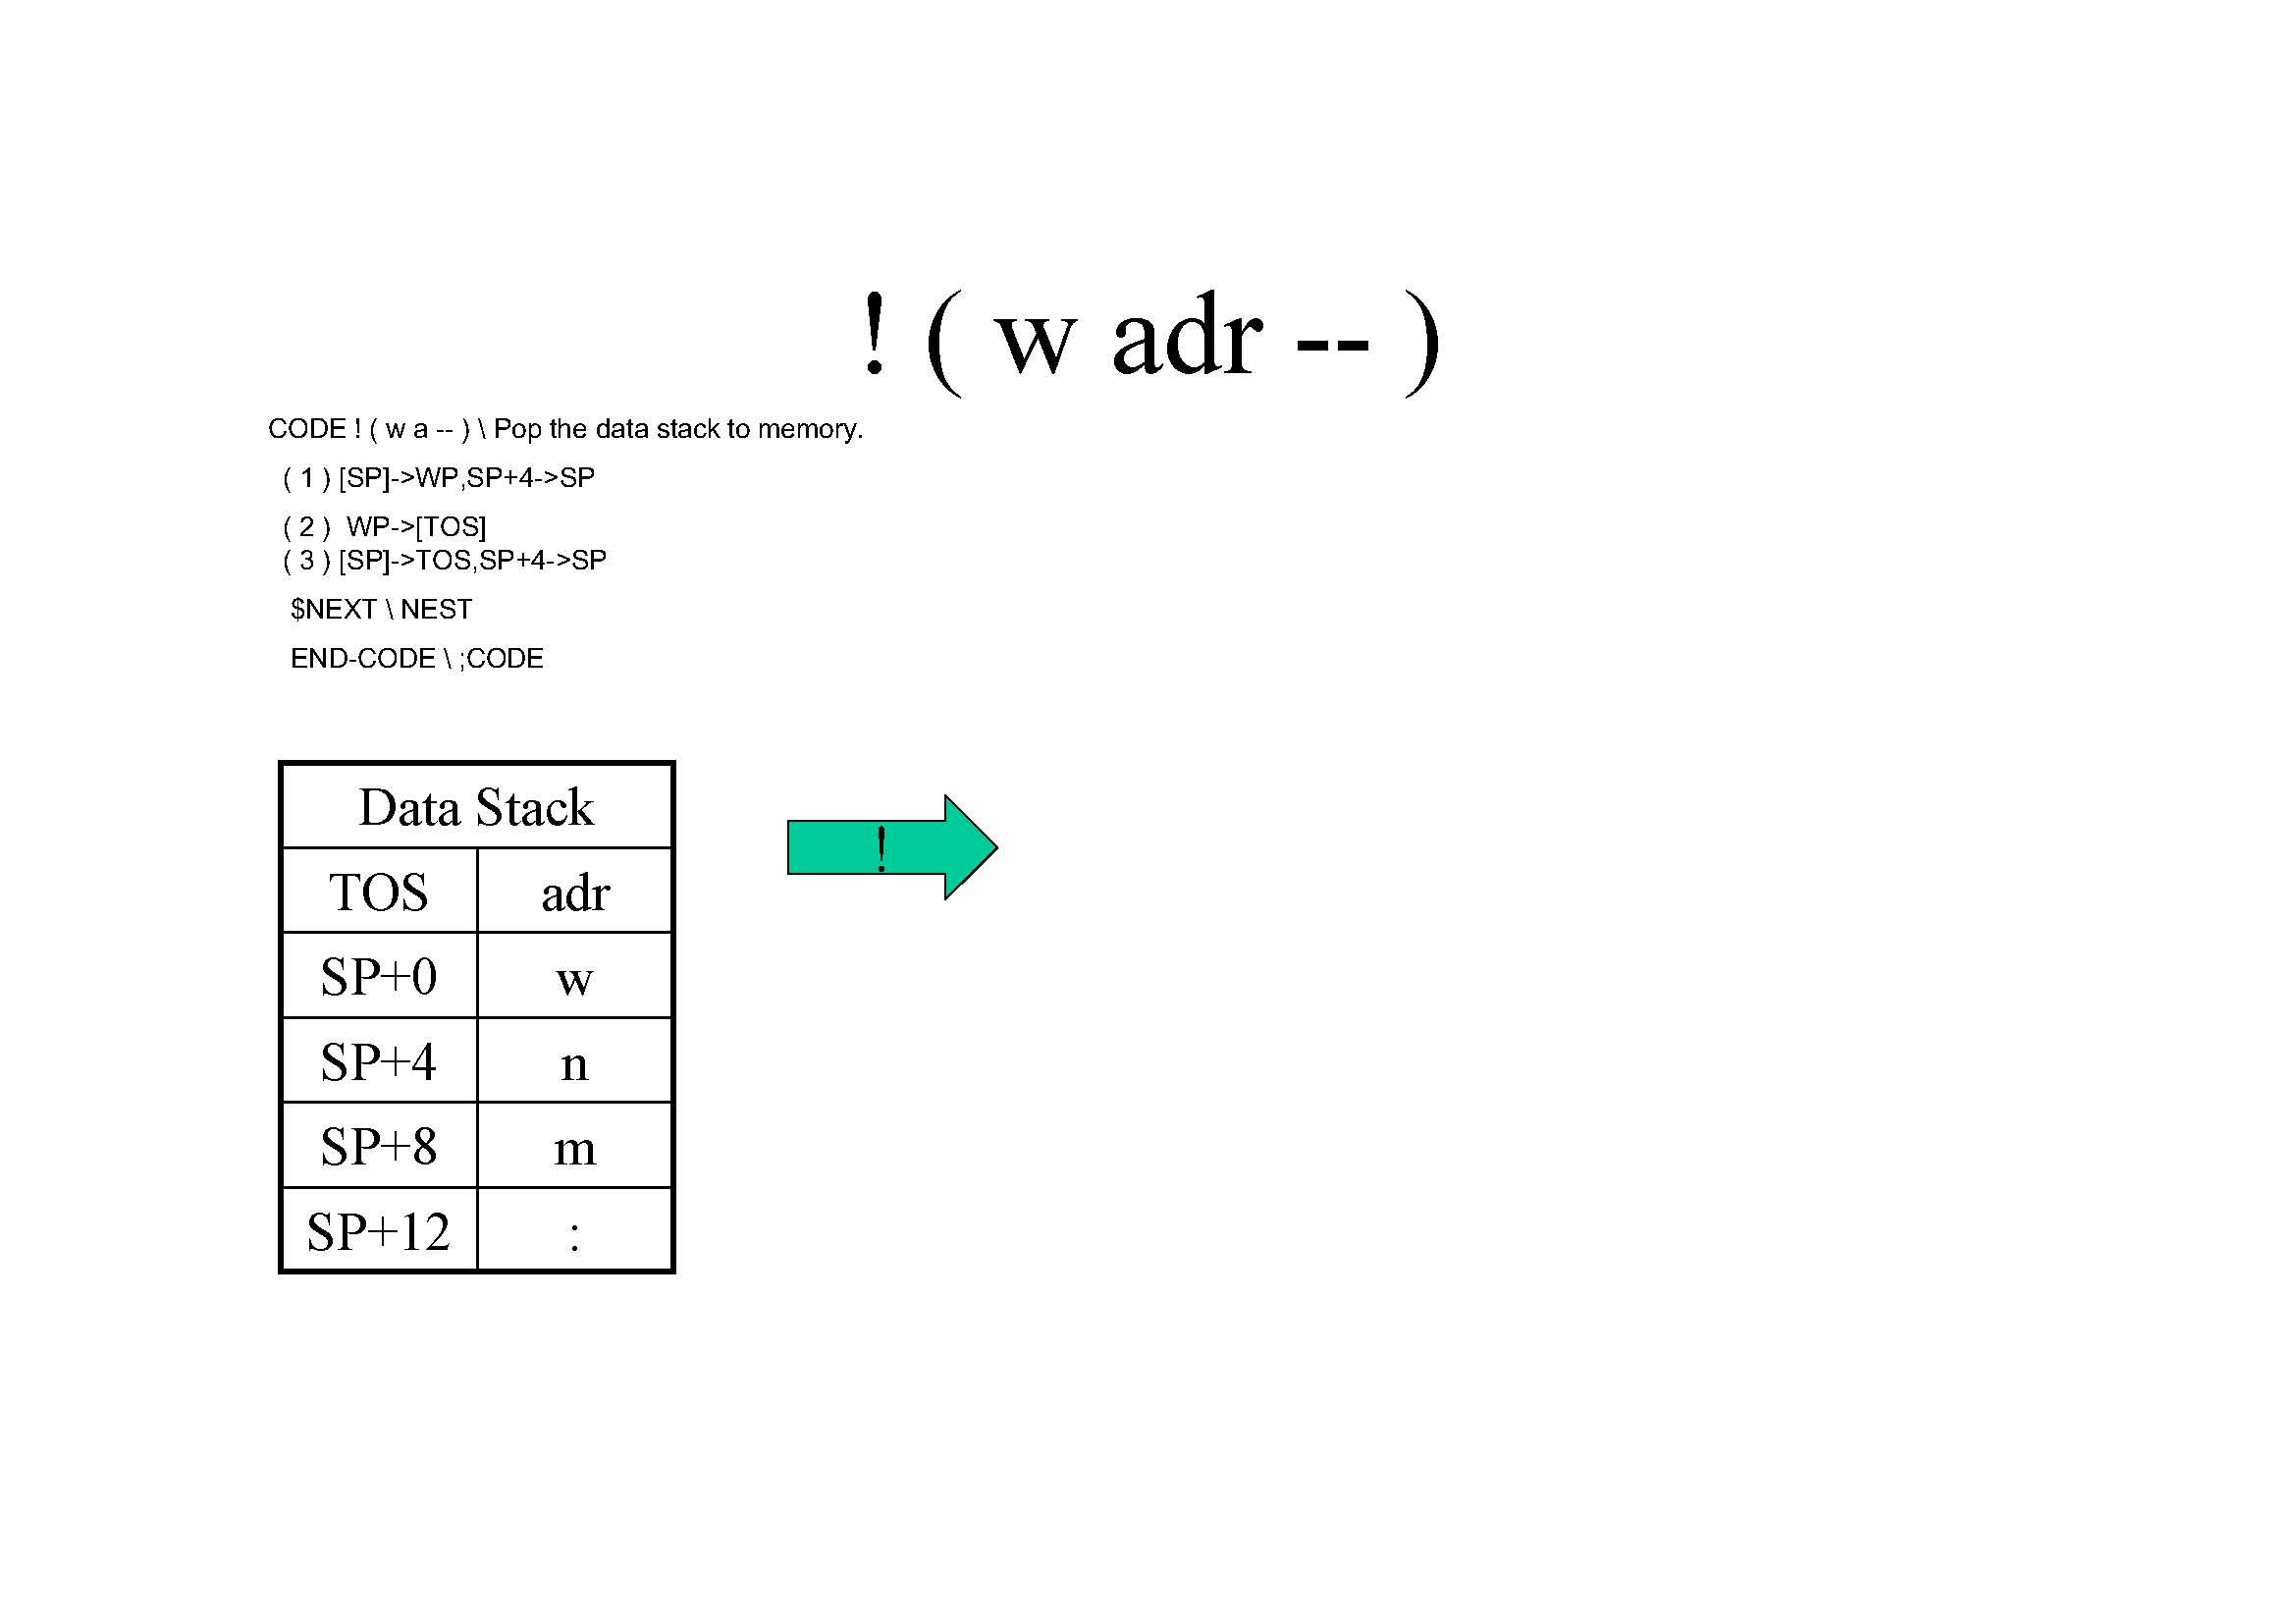 ! ( w adr -- )
CODE ! ( w a -- ) \ Pop the data stack to memory.
( 1 ) [SP]->WP,SP+4->SP
( 2 ) WP->[TOS]
( 3 ) [SP]->TOS,SP+4->SP
$NEXT \ NEST
END-CODE \ ;CODE
Data Stack
TOS adr
SP+0 w
SP+4 n
SP+8 m
SP+12 :
!